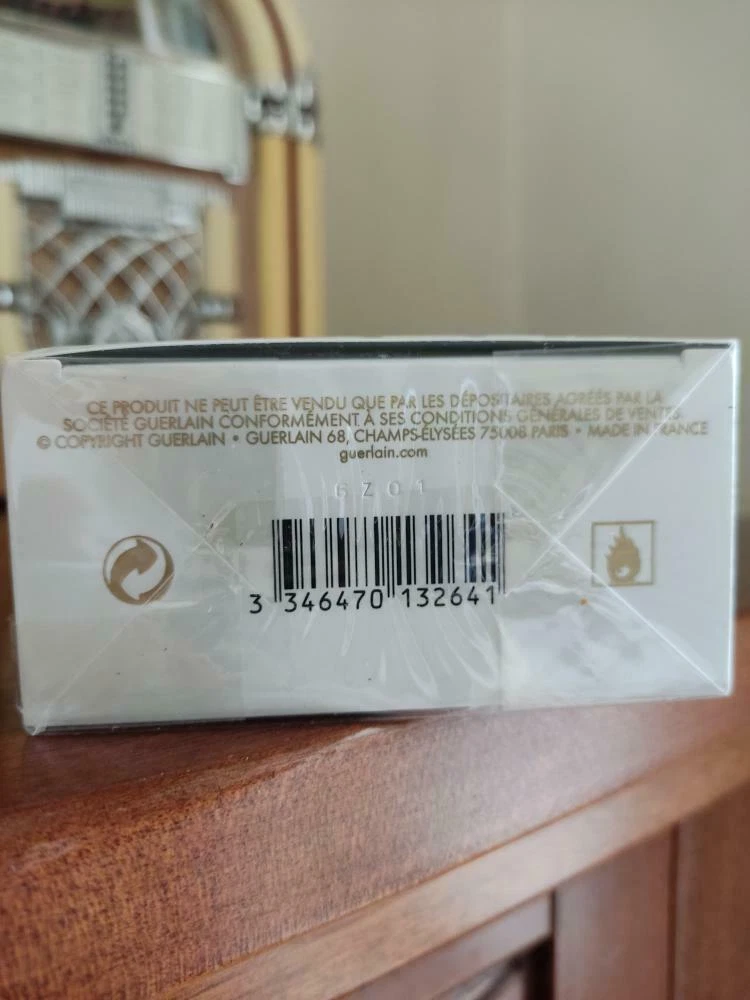 CE PRODUIT NE PEUT ÊTRE VENDU QUE PAR LES DÉPOSITAIRES AGRÉÉS PAR LA
SOCIÉTÉ GUERLAIN CONFORMÉMENT À SES CONDITIONS GÉNÉRALES DE VENTES.
© COPYRIGHT GUERLAIN • GUERLAIN 68, CHAMPS-ÉLYSÉES 75008 PARIS • MADE IN FRANCE
guerlain.com
6Z01
3 346470 132641